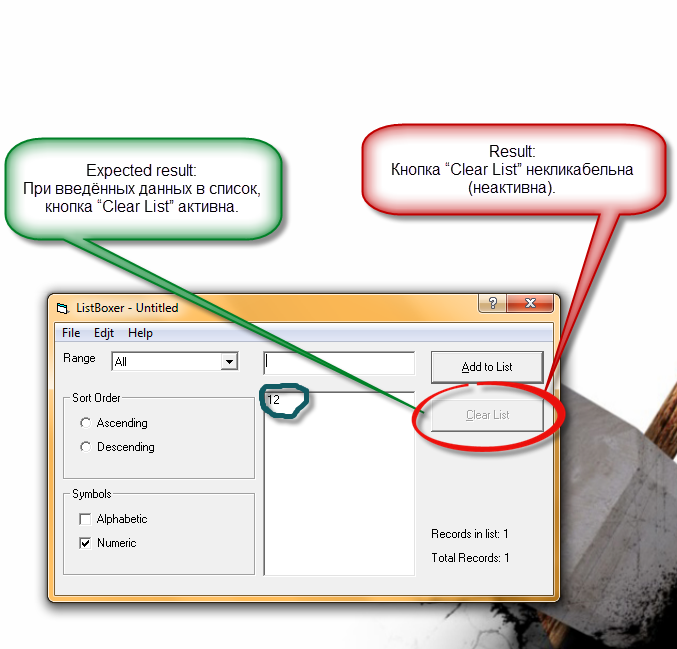 Expected result:
При введённых данных в список,
кнопка “Clear List” активна.
Result:
Кнопка “Clear List” некликабельна
(неактивна).
ListBoxer - Untitled
?
File Edjt Help
Range
All
Add to List
Sort Order
12
Clear List
Ascending
Descending
Symbols
Alphabetic
Numeric
Records in list: 1
Total Records: 1